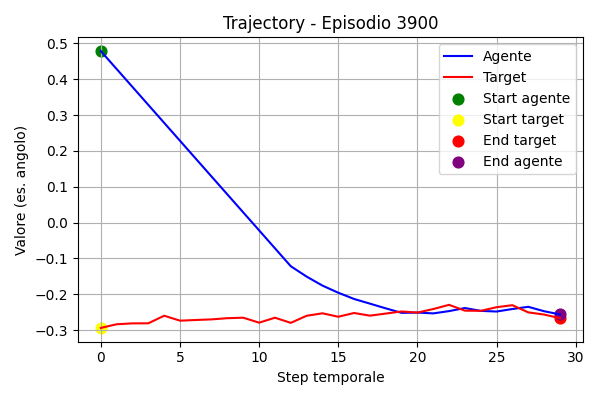 Trajectory - Episodio 3900
Valore (es. angolo)
0.5
0.4
0.3
0.2
0.1
0.0
−0.1
−0.2
−0.3
0 5 10 15 20 25 30
Step temporale
Agente
Target
Start agente
Start target
End target
End agente